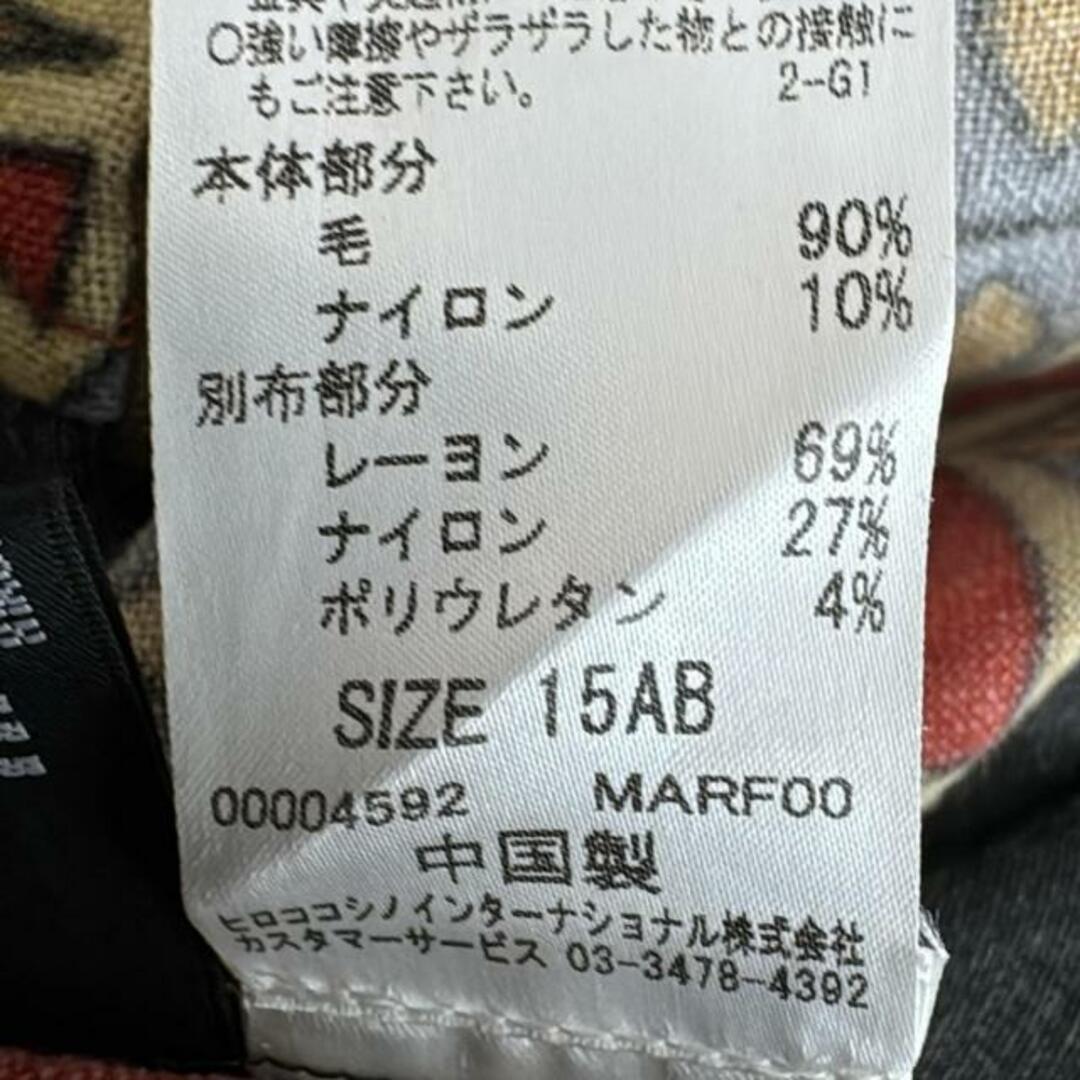 ○強い摩擦やザラザラした物との接触に
もご注意下さい。 2--G1
本体部分
毛 90%
ナイロン 10%
別布部分
レーヨン 69%
ナイロン 27%
ポリウレタン 4%
SIZE 15AB
00004592 MARF00
中国製
ヒロココシノインターナショナル株式会社
カスタマーサービス 03-3478-4392